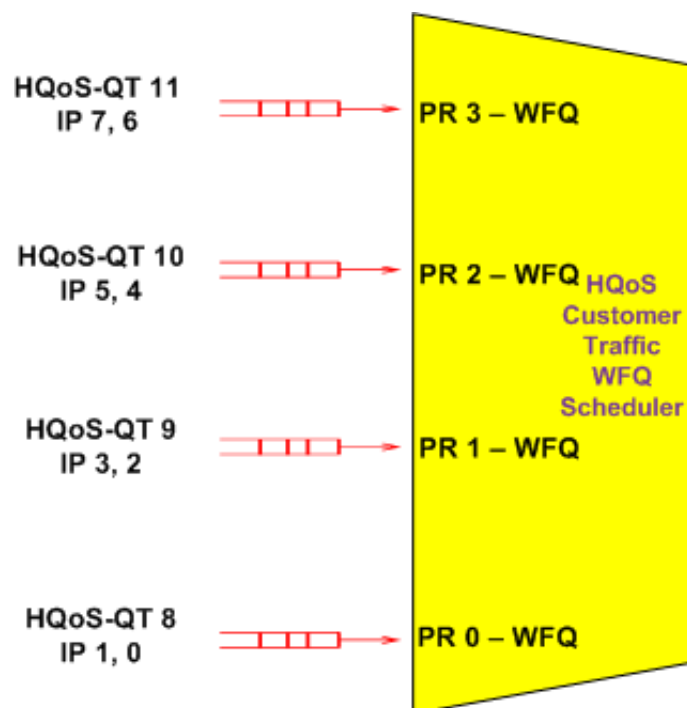 HQoS-QT 11
IP 7, 6
PR 3 – WFQ
HQoS-QT 10
IP 5, 4
PR 2 – WFQ
HQoS
Customer
Traffic
WFQ
Scheduler
HQoS-QT 9
IP 3, 2
PR 1 – WFQ
HQoS-QT 8
IP 1, 0
PR 0 – WFQ